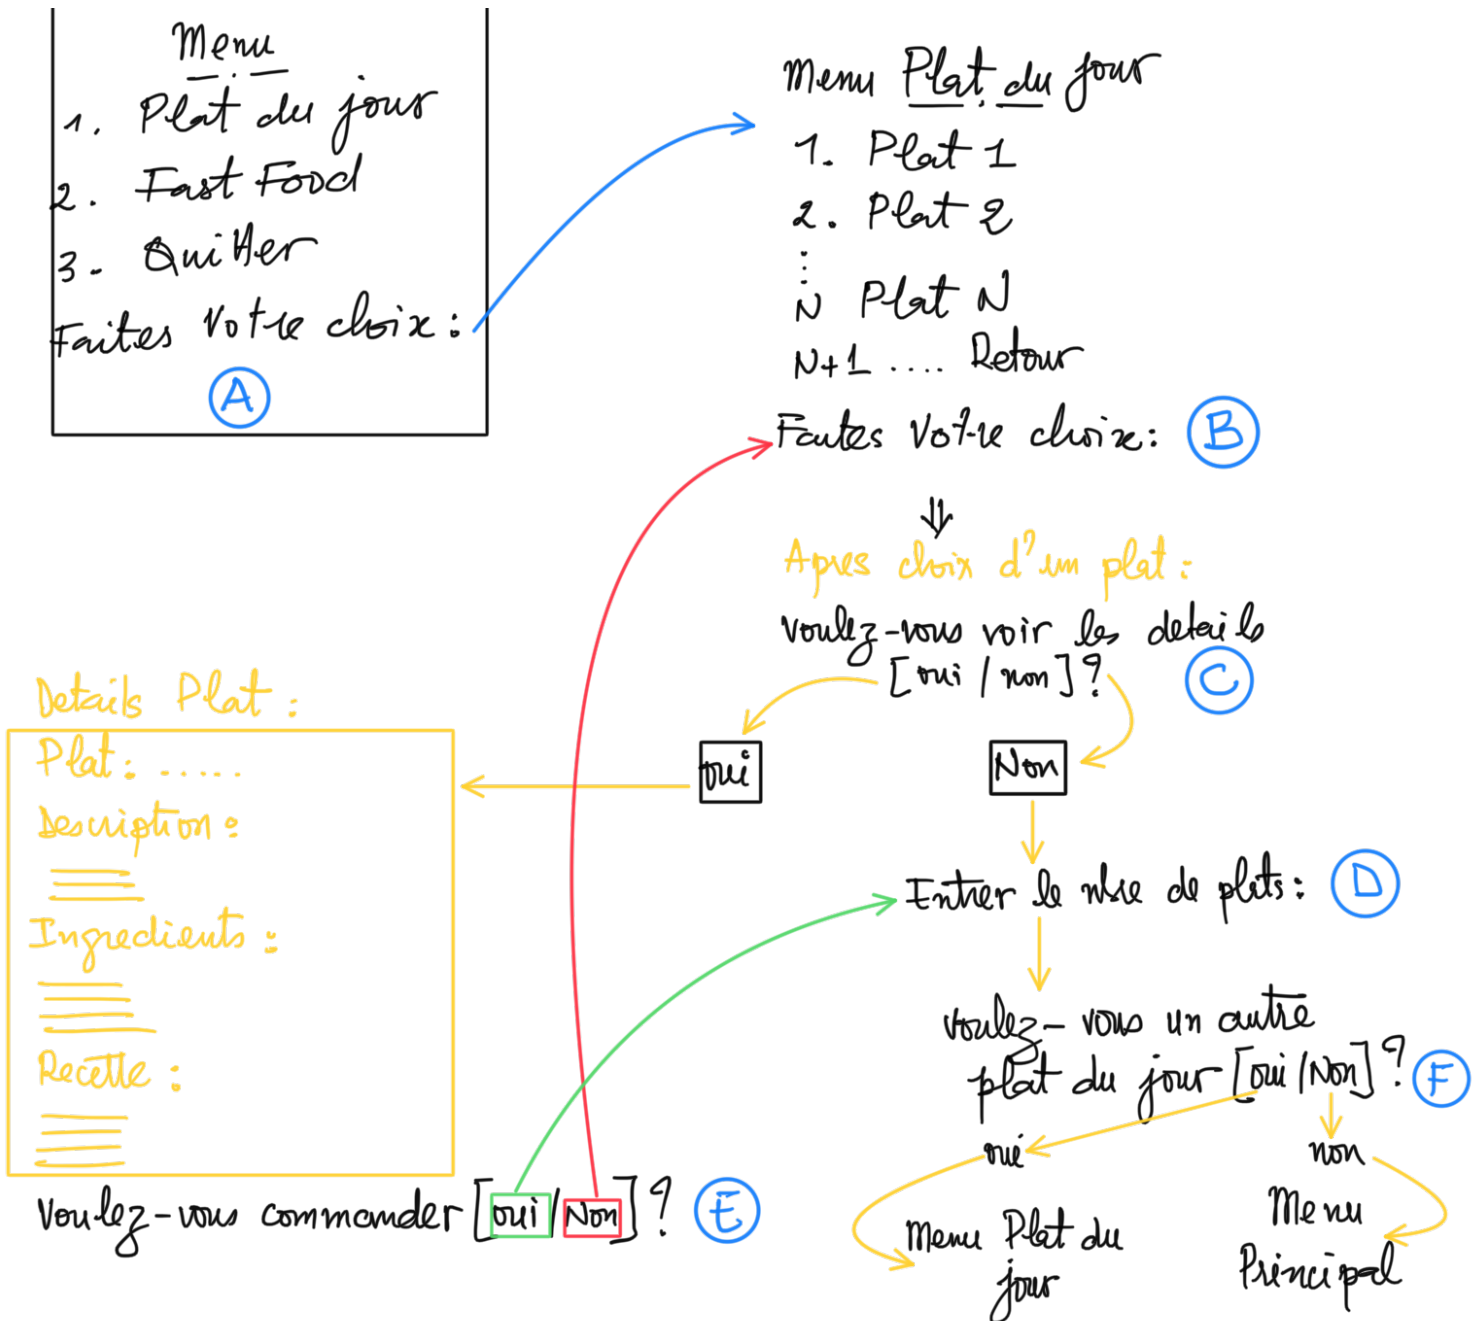 Menu
1. Plat du jour
2. Fast Food
3. Quitter
Faites Votre choix :
A
Menu Plat du jour
1. Plat 1
2. Plat 2
N Plat N
N+1 .... Retour
Faites Votre choix :
B
Apres choix d'un plat :
Voulez-vous voir les details
[oui / non] ?
C
oui
Non
Details Plat :
Plat : .....
Description :
Ingredients :
Recette :
Voulez-vous commander [oui/Non] ?
E
Entrer le nbre de plats :
D
Voulez-vous un autre
plat du jour [oui/Non] ?
F
oui
non
Menu Plat du
jour
Menu
Principal